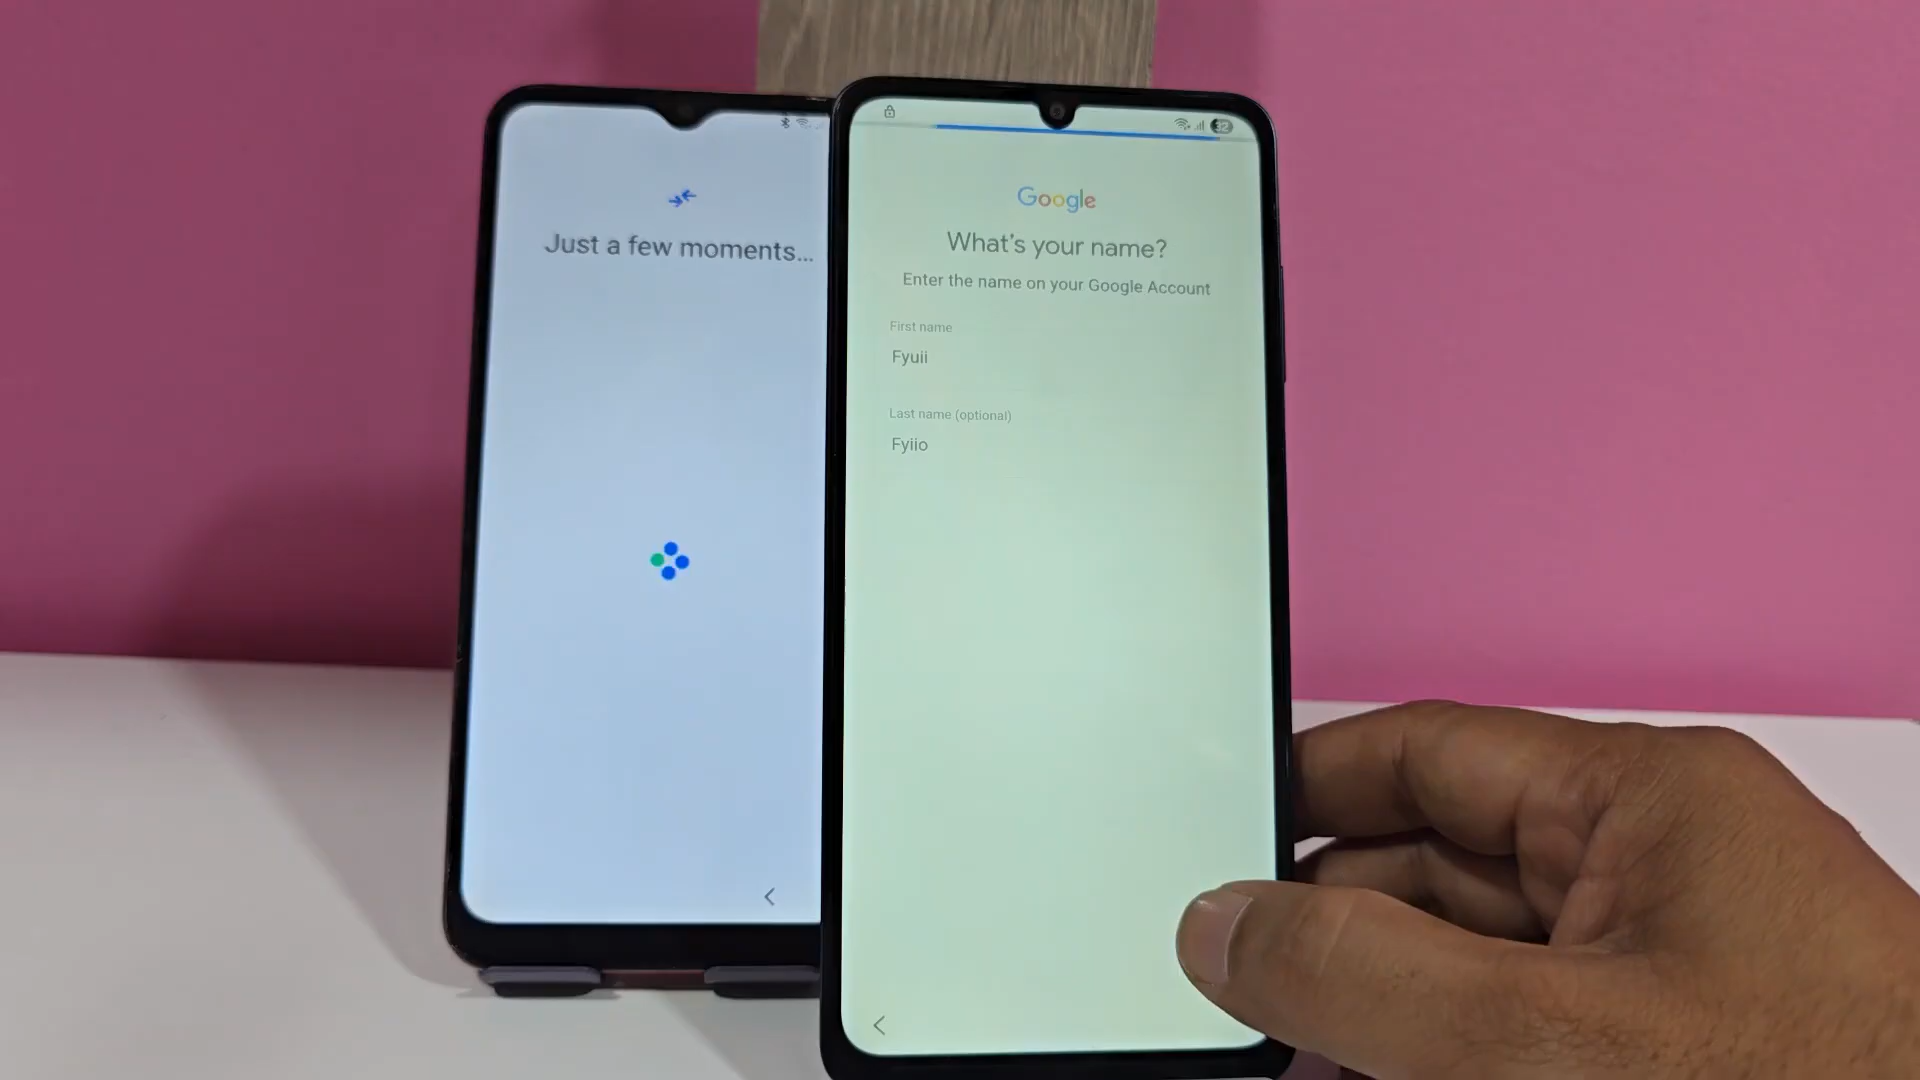 Just a few moments...
32
Google
What's your name?
Enter the name on your Google Account
First name
Fyuii
Last name (optional)
Fyiio